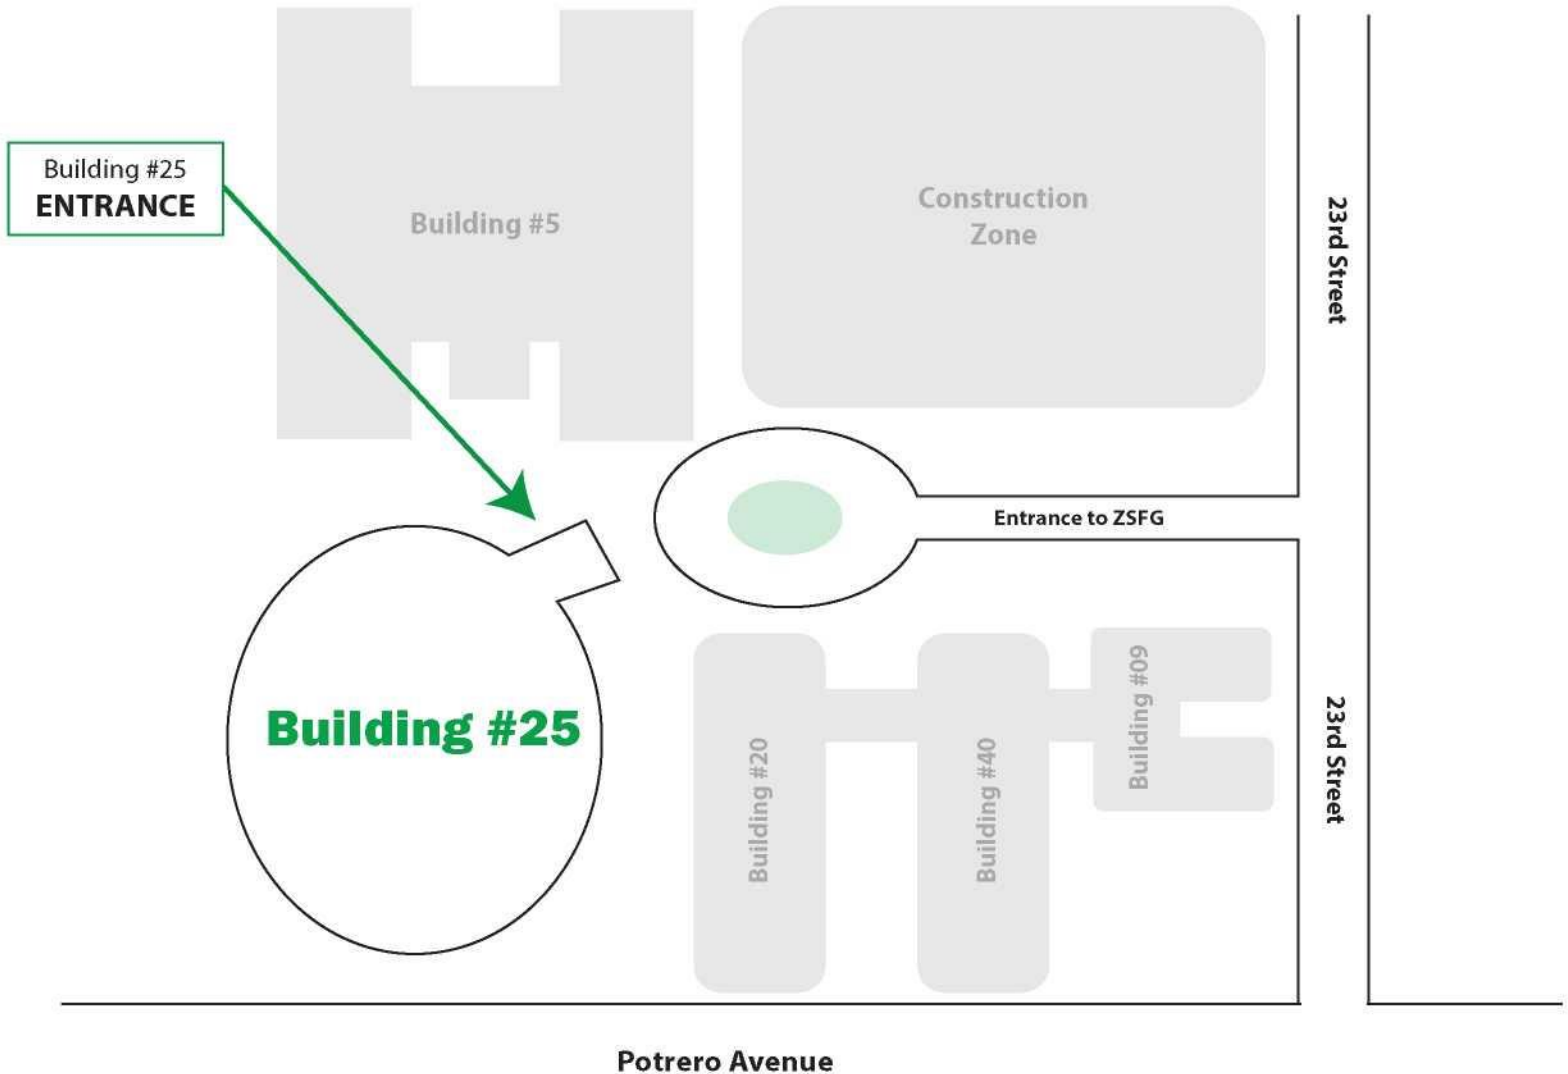 Building #25
ENTRANCE
Building #5
Construction
Zone
23rd Street
Entrance to ZSFG
Building #25
Building #20
Building #40
Building #09
23rd Street
Potrero Avenue